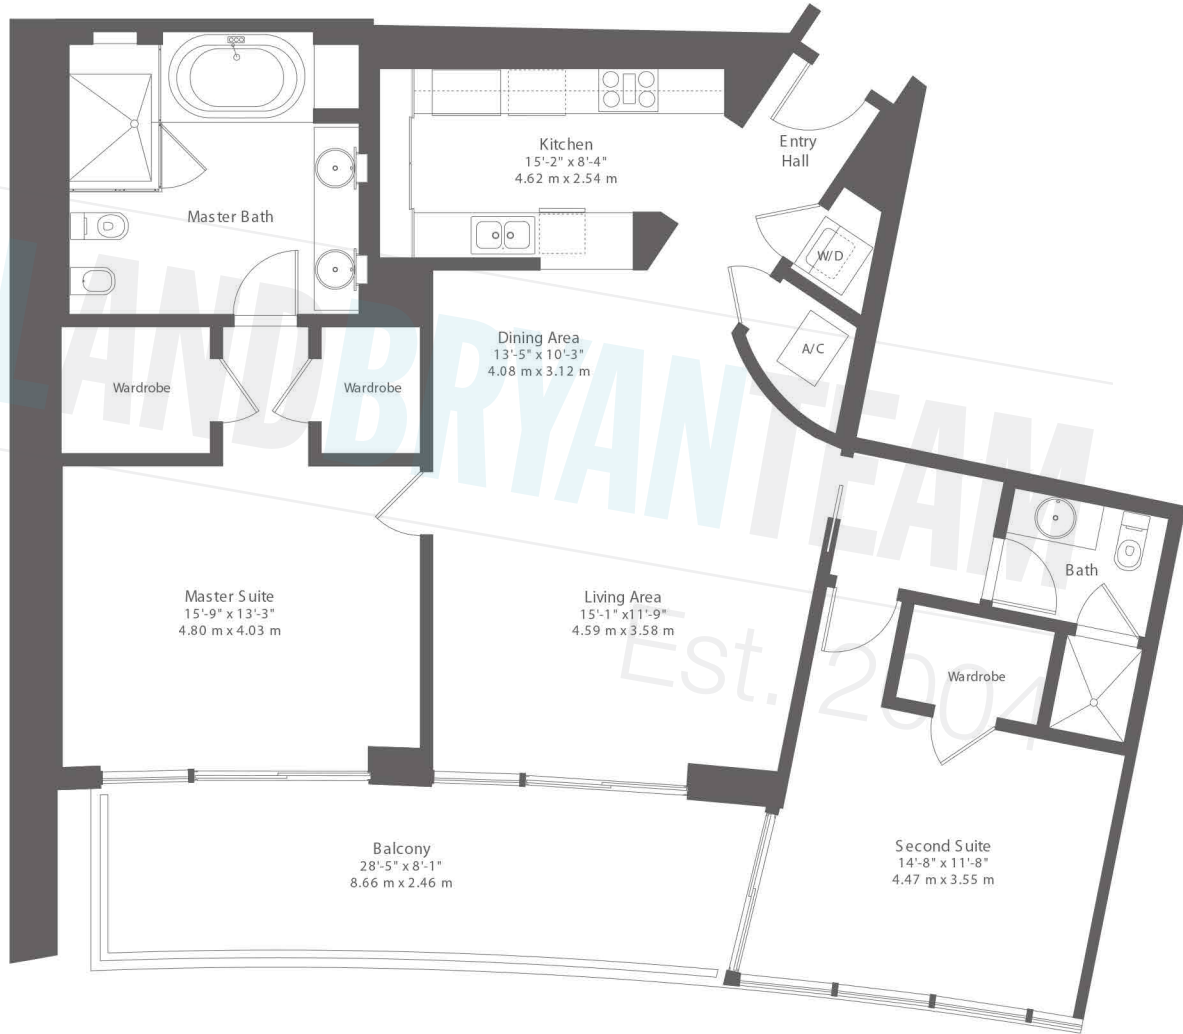 Kitchen
15'-2" x 8'-4"
4.62 m x 2.54 m
Entry
Hall
Master Bath
W/D
Dining Area
13'-5" x 10'-3"
4.08 m x 3.12 m
A/C
Wardrobe
Wardrobe
LANDBRYANTEAM
Est. 2004
Bath
Master Suite
15'-9" x 13'-3"
4.80 m x 4.03 m
Living Area
15'-1" x11'-9"
4.59 m x 3.58 m
Wardrobe
Balcony
28'-5" x 8'-1"
8.66 m x 2.46 m
Second Suite
14'-8" x 11'-8"
4.47 m x 3.55 m